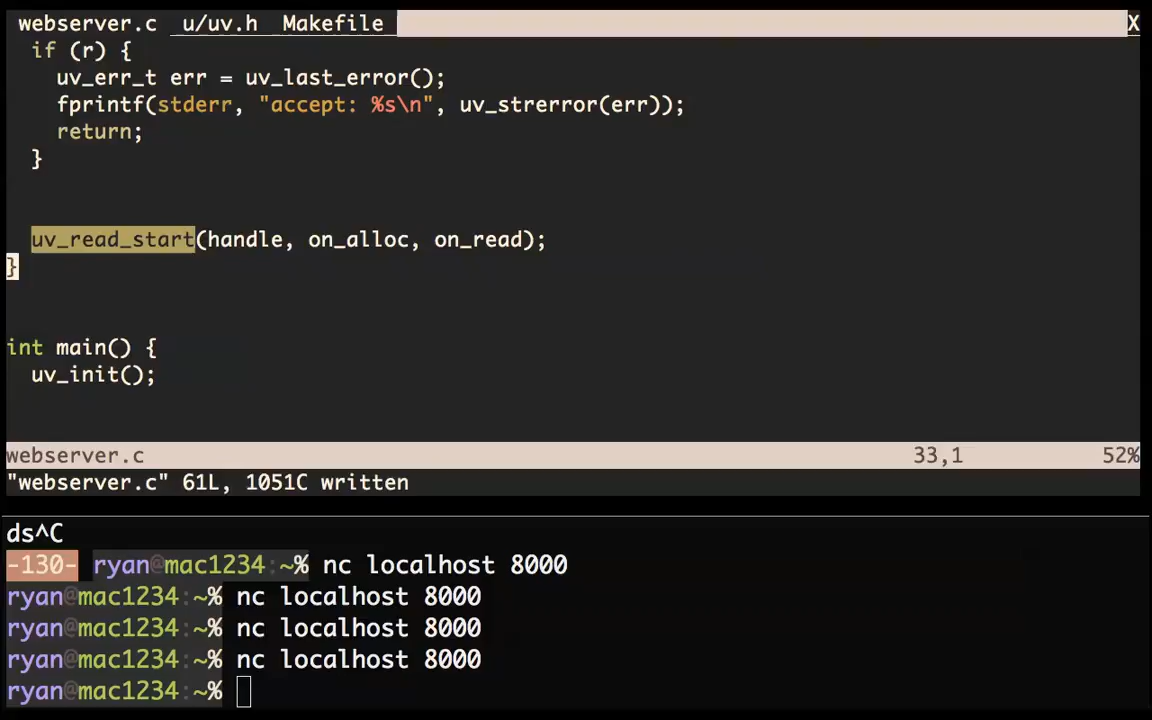 webserver.c  u/uv.h  Makefile X
if (r) {
uv_err_t err = uv_last_error();
fprintf(stderr, "accept: %s\n", uv_strerror(err));
return;
}
uv_read_start(handle, on_alloc, on_read);
}
int main() {
uv_init();
webserver.c 33,1 52%
"webserver.c" 61L, 1051C written
ds^C
-130- ryan@mac1234:~% nc localhost 8000
ryan@mac1234:~% nc localhost 8000
ryan@mac1234:~% nc localhost 8000
ryan@mac1234:~% nc localhost 8000
ryan@mac1234:~%